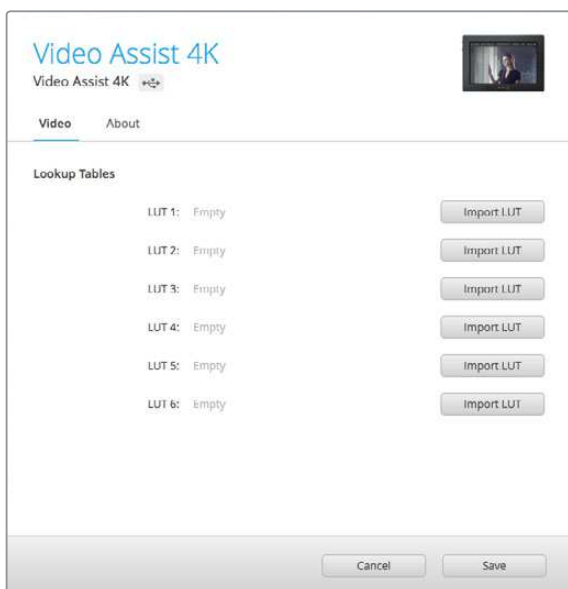 Video Assist 4K
Video Assist 4K
Video About
Lookup Tables
LUT 1: Empty Import LUT
LUT 2: Empty Import LUT
LUT 3: Empty Import LUT
LUT 4: Empty Import LUT
LUT 5: Empty Import LUT
LUT 6: Empty Import LUT
Cancel Save